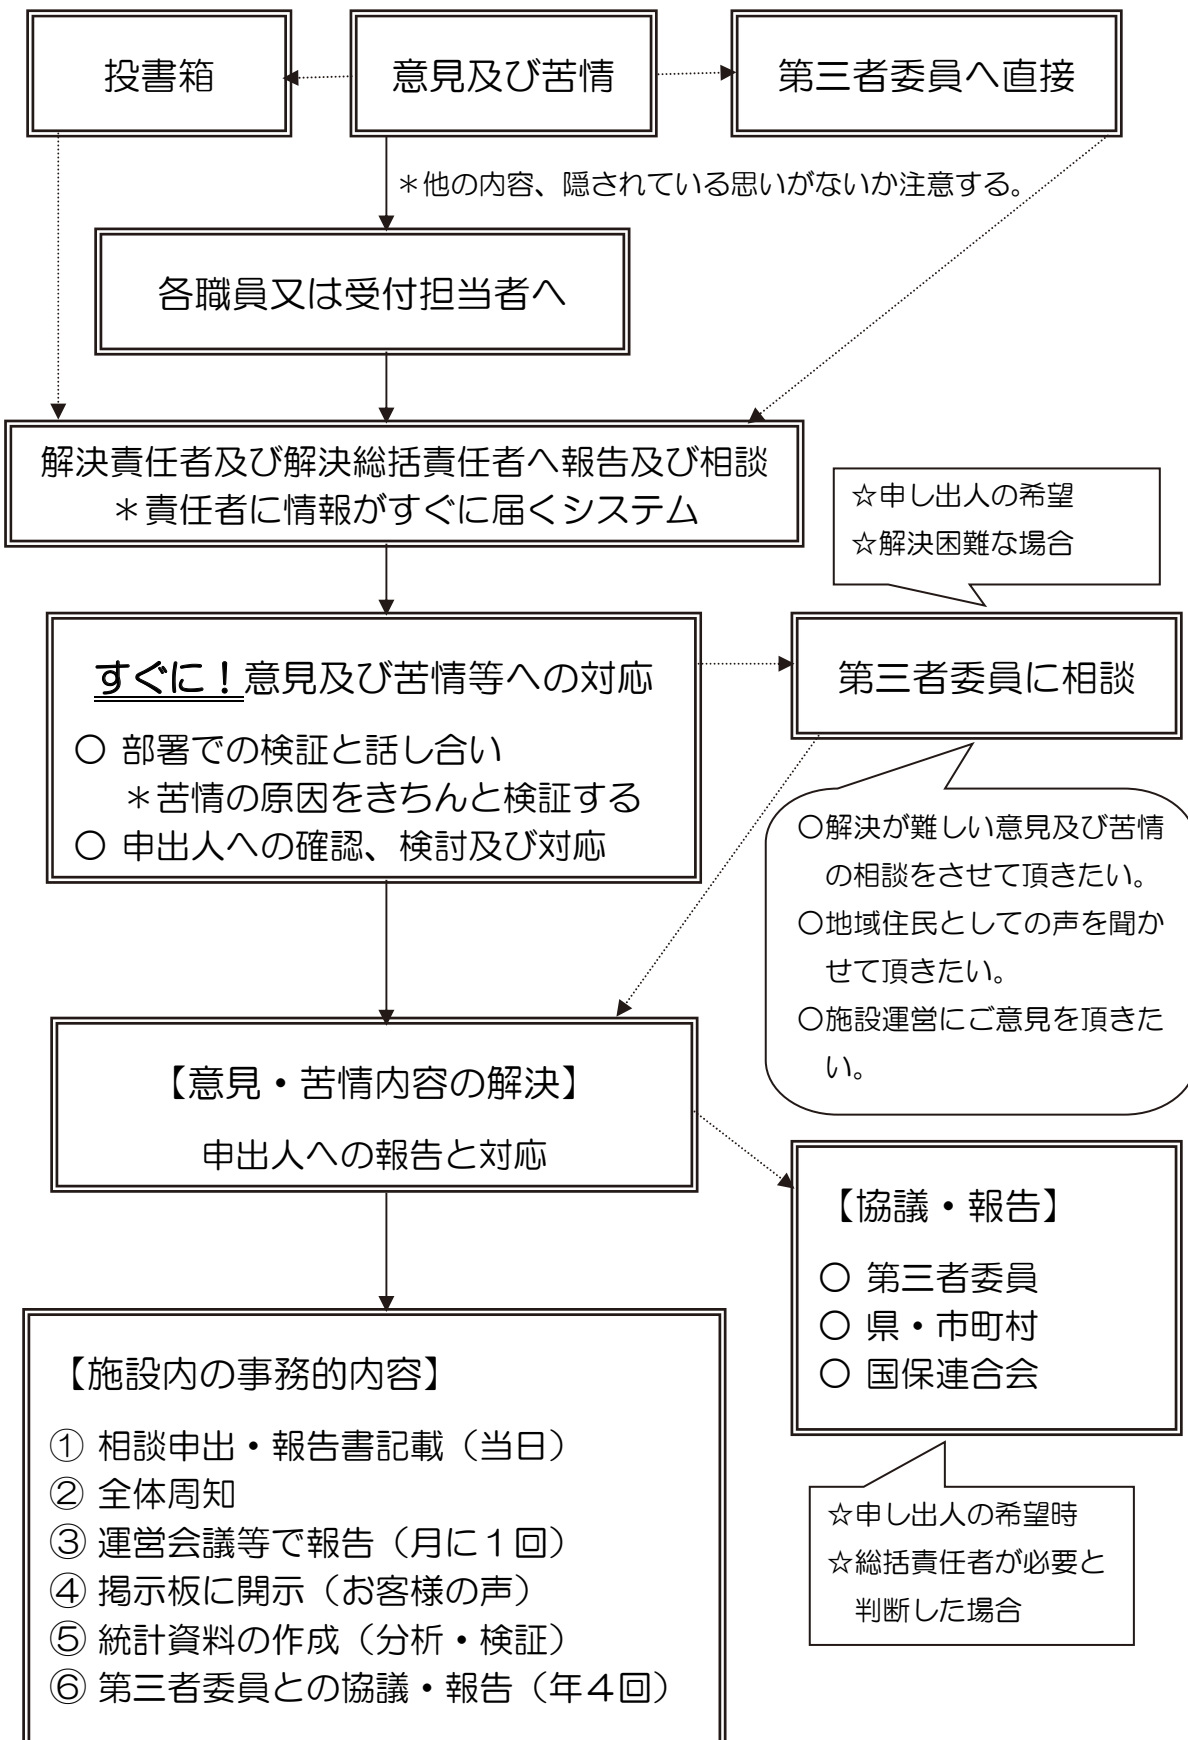 投書箱
意見及び苦情
第三者委員へ直接
＊他の内容、隠されている思いがないか注意する。
各職員又は受付担当者へ
解決責任者及び解決総括責任者へ報告及び相談
＊責任者に情報がすぐに届くシステム
☆申し出人の希望
☆解決困難な場合
すぐに！意見及び苦情等への対応
○ 部署での検証と話し合い
＊苦情の原因をきちんと検証する
○ 申出人への確認、検討及び対応
第三者委員に相談
○解決が難しい意見及び苦情
の相談をさせて頂きたい。
○地域住民としての声を聞か
せて頂きたい。
○施設運営にご意見を頂きた
い。
【意見・苦情内容の解決】
申出人への報告と対応
【協議・報告】
○ 第三者委員
○ 県・市町村
○ 国保連合会
☆申し出人の希望時
☆総括責任者が必要と
判断した場合
【施設内の事務的内容】
① 相談申出・報告書記載（当日）
② 全体周知
③ 運営会議等で報告（月に１回）
④ 掲示板に開示（お客様の声）
⑤ 統計資料の作成（分析・検証）
⑥ 第三者委員との協議・報告（年４回）